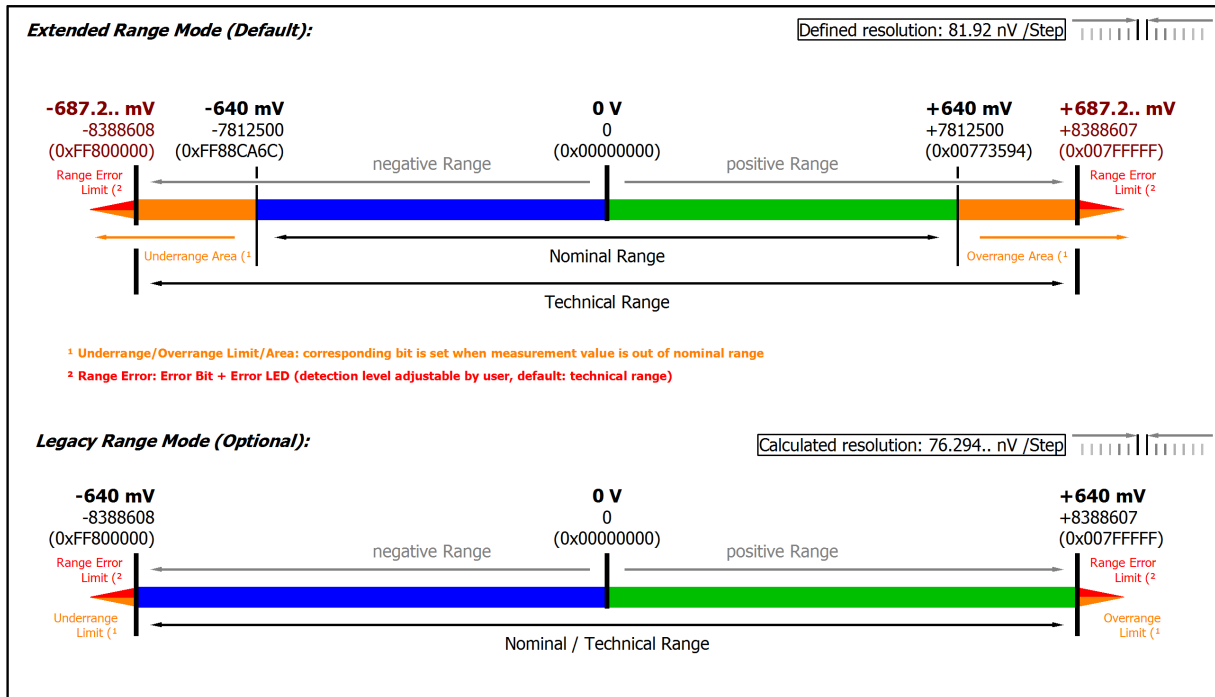 Extended Range Mode (Default):
Defined resolution: 81.92 nV /Step
-687.2.. mV
-8388608
(0xFF800000)
-640 mV
-7812500
(0xFF88CA6C)
0 V
0
(0x00000000)
+640 mV
+7812500
(0x00773594)
+687.2.. mV
+8388607
(0x007FFFFF)
negative Range
positive Range
Range Error
Limit (²
Range Error
Limit (²
Underrange Area (¹
Nominal Range
Overrange Area (¹
Technical Range
¹ Underrange/Overrange Limit/Area: corresponding bit is set when measurement value is out of nominal range
² Range Error: Error Bit + Error LED (detection level adjustable by user, default: technical range)
Legacy Range Mode (Optional):
Calculated resolution: 76.294.. nV /Step
-640 mV
-8388608
(0xFF800000)
0 V
0
(0x00000000)
+640 mV
+8388607
(0x007FFFFF)
negative Range
positive Range
Range Error
Limit (²
Range Error
Limit (²
Underrange
Limit (¹
Overrange
Limit (¹
Nominal / Technical Range